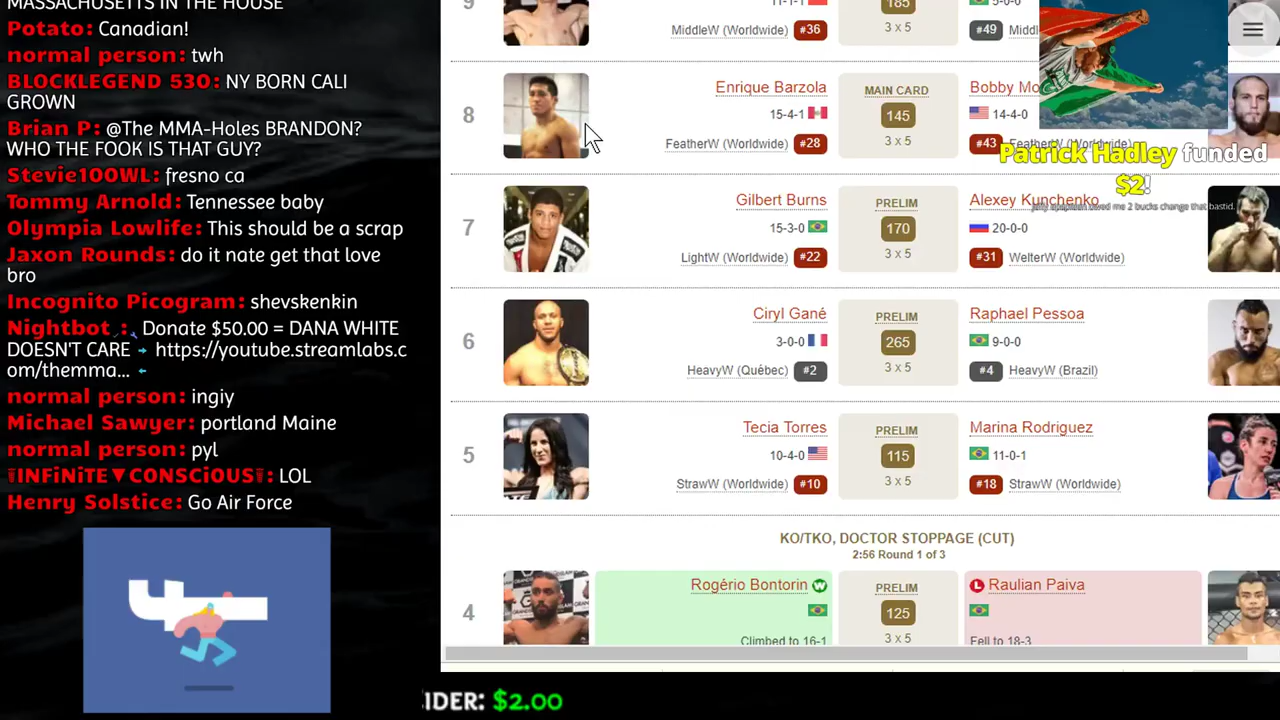 MASSACHUSETTS IN THE HOUSE
Potato: Canadian!
normal person: twh
BLOCKLEGEND 530: NY BORN CALI
GROWN
Brian P: @The MMA-Holes BRANDON?
WHO THE FOOK IS THAT GUY?
Stevie100WL: fresno ca
Tommy Arnold: Tennessee baby
Olympia Lowlife: This should be a scrap
Jaxon Rounds: do it nate get that love
bro
Incognito Picogram: shevskenkin
Nightbot: Donate $50.00 = DANA WHITE
DOESN'T CARE → https://youtube.streamlabs.c
om/themma... ←
normal person: ingiy
Michael Sawyer: portland Maine
normal person: pyl
INFiNiTE▼CONSCiOUS: LOL
Henry Solstice: Go Air Force
9
11-1-1
185
5-0-0
MiddleW (Worldwide) #36
3 x 5
#49 Middl
8
Enrique Barzola
MAIN CARD
Bobby Mo
15-4-1
145
14-4-0
FeatherW (Worldwide) #28
3 x 5
#43 FeatherW (Worldwide)
Patrick Hadley funded
$2!
7
Gilbert Burns
PRELIM
Alexey Kunchenko
15-3-0
170
20-0-0
LightW (Worldwide) #22
3 x 5
#31 WelterW (Worldwide)
6
Ciryl Gané
PRELIM
Raphael Pessoa
3-0-0
265
9-0-0
HeavyW (Québec) #2
3 x 5
#4 HeavyW (Brazil)
5
Tecia Torres
PRELIM
Marina Rodriguez
10-4-0
115
11-0-1
StrawW (Worldwide) #10
3 x 5
#18 StrawW (Worldwide)
KO/TKO, DOCTOR STOPPAGE (CUT)
2:56 Round 1 of 3
4
Rogério Bontorin W
PRELIM
L Raulian Paiva
125
Climbed to 16-1
3 x 5
Fell to 18-3
IDER: $2.00